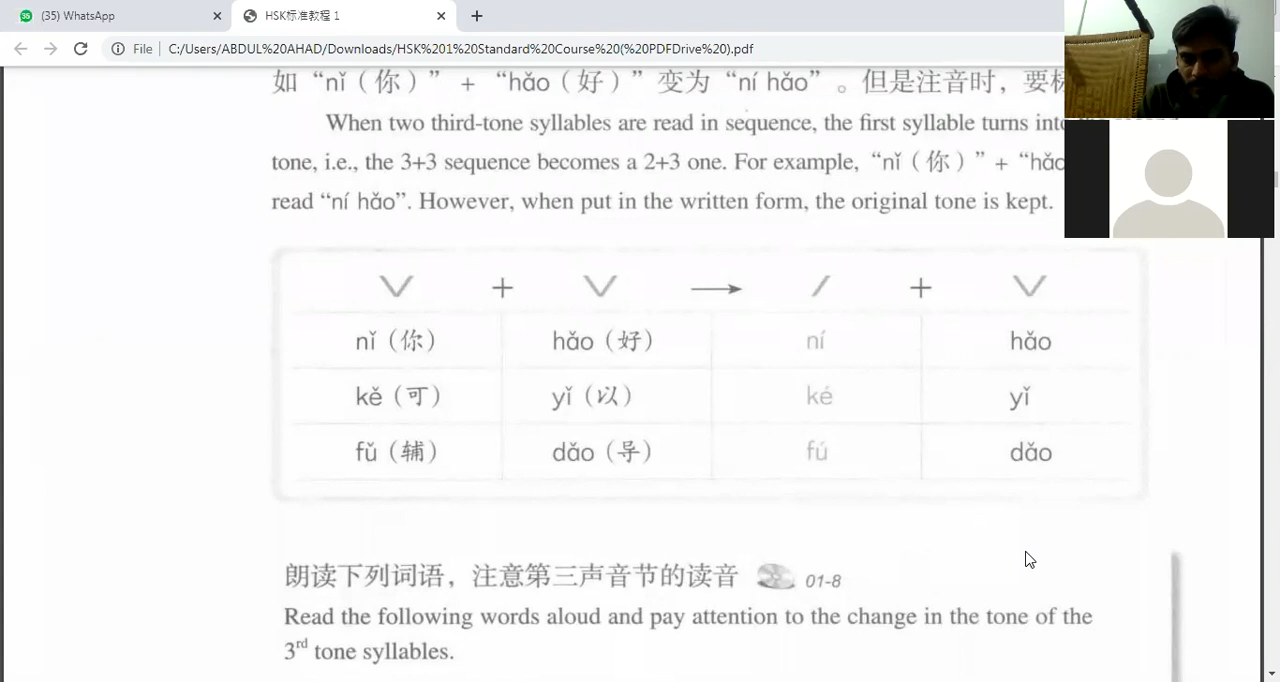 (35) WhatsApp
HSK标准教程 1
File
C:/Users/ABDUL%20AHAD/Downloads/HSK%201%20Standard%20Course%20(%20PDFDrive%20).pdf
如 “nǐ（你）” + “hǎo（好）” 变为 “ní hǎo” 。但是注音时，要
When two third-tone syllables are read in sequence, the first syllable turns into
tone, i.e., the 3+3 sequence becomes a 2+3 one. For example, “nǐ（你）” + “hǎo
read “ní hǎo”. However, when put in the written form, the original tone is kept.
ˇ + ˇ → ˊ + ˇ
nǐ（你） hǎo（好） ní hǎo
kě（可） yǐ（以） ké yǐ
fǔ（辅） dǎo（导） fú dǎo
朗读下列词语，注意第三声音节的读音 01-8
Read the following words aloud and pay attention to the change in the tone of the
3rd tone syllables.